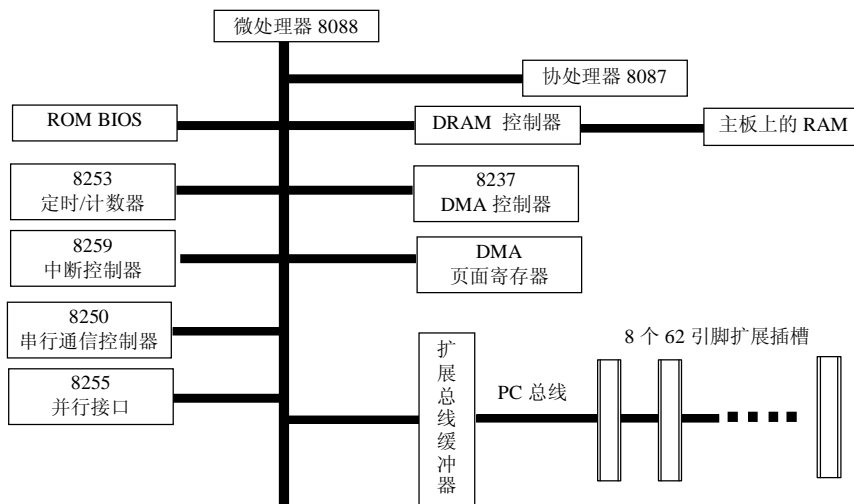 微处理器 8088
协处理器 8087
ROM BIOS
DRAM 控制器
主板上的 RAM
8253
定时/计数器
8237
DMA 控制器
8259
中断控制器
DMA
页面寄存器
8250
串行通信控制器
8255
并行接口
扩
展
总
线
缓
冲
器
PC 总线
8 个 62 引脚扩展插槽